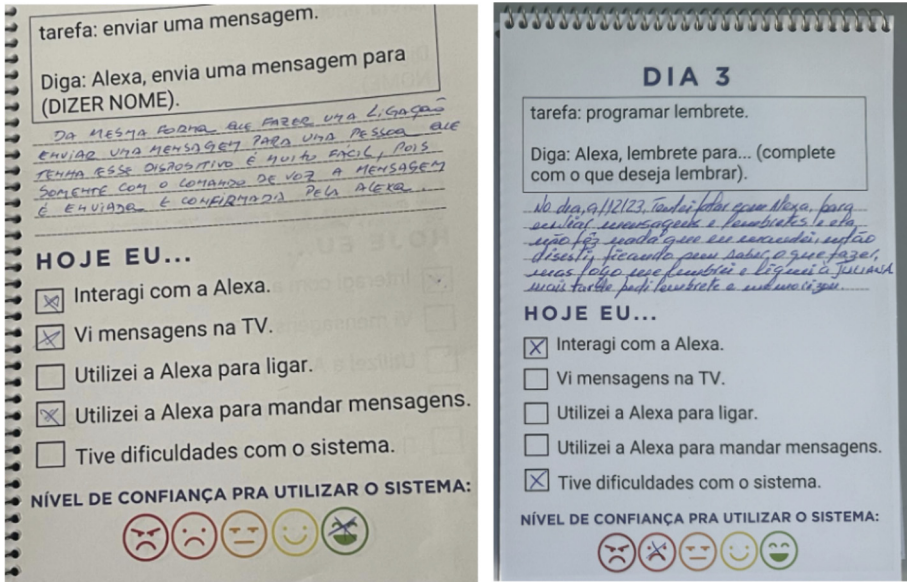 tarefa: enviar uma mensagem.
Diga: Alexa, envia uma mensagem para
(DIZER NOME).
DA MESMA FORMA QUE FAZER UMA LIGAÇÃO
ENVIAR UMA MENSAGEM PARA UMA PESSOA QUE
TENHA ESSE DISPOSITIVO É MUITO FÁCIL, POIS
SOMENTE COM O COMANDO DE VOZ A MENSAGEM
É ENVIADA E CONFIRMADA PELA ALEXA.
HOJE EU...
Interagi com a Alexa.
Vi mensagens na TV.
Utilizei a Alexa para ligar.
Utilizei a Alexa para mandar mensagens.
Tive dificuldades com o sistema.
NÍVEL DE CONFIANÇA PRA UTILIZAR O SISTEMA:
DIA 3
tarefa: programar lembrete.
Diga: Alexa, lembrete para... (complete
com o que deseja lembrar).
No dia, 9/12/23, Tentei falar com Alexa, para
enviar mensagens e lembretes e ela
não fez nada que eu mandei, então
disisti, ficando sem saber o que fazer,
mas logo me lembrei e liguei à JULIANA
mais tarde pedi lembrete e
HOJE EU...
Interagi com a Alexa.
Vi mensagens na TV.
Utilizei a Alexa para ligar.
Utilizei a Alexa para mandar mensagens.
Tive dificuldades com o sistema.
NÍVEL DE CONFIANÇA PRA UTILIZAR O SISTEMA: